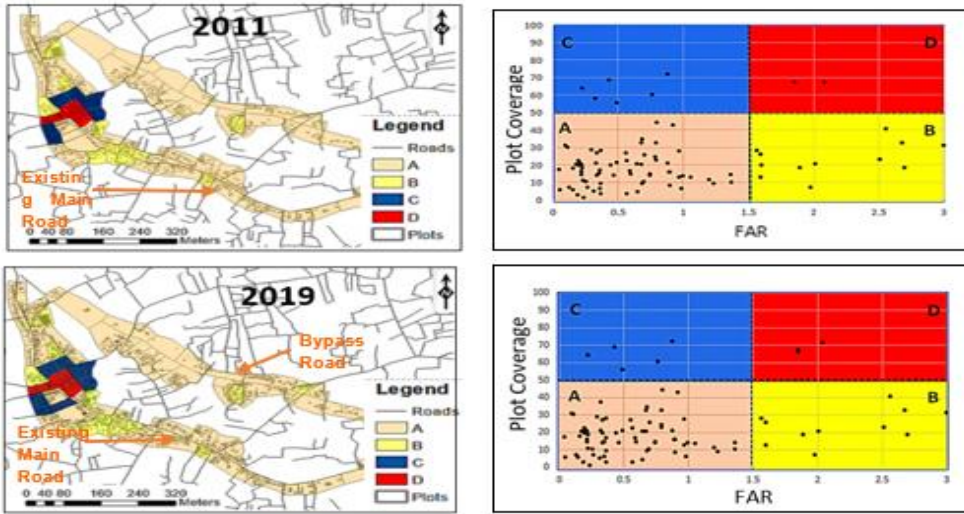 2011
N
Legend
Roads
A
B
C
D
Plots
Existin
g Main
Road
0 40 80 160 240 320
Meters
Plot Coverage
100
90
80
70
60
50
40
30
20
10
0
C
D
A
B
0 0.5 1 1.5 2 2.5 3
FAR
2019
N
Bypass
Road
Legend
Roads
A
B
C
D
Plots
Existing
Main
Road
0 40 80 160 240 320
Meters
Plot Coverage
100
90
80
70
60
50
40
30
20
10
0
C
D
A
B
0 0.5 1 1.5 2 2.5 3
FAR